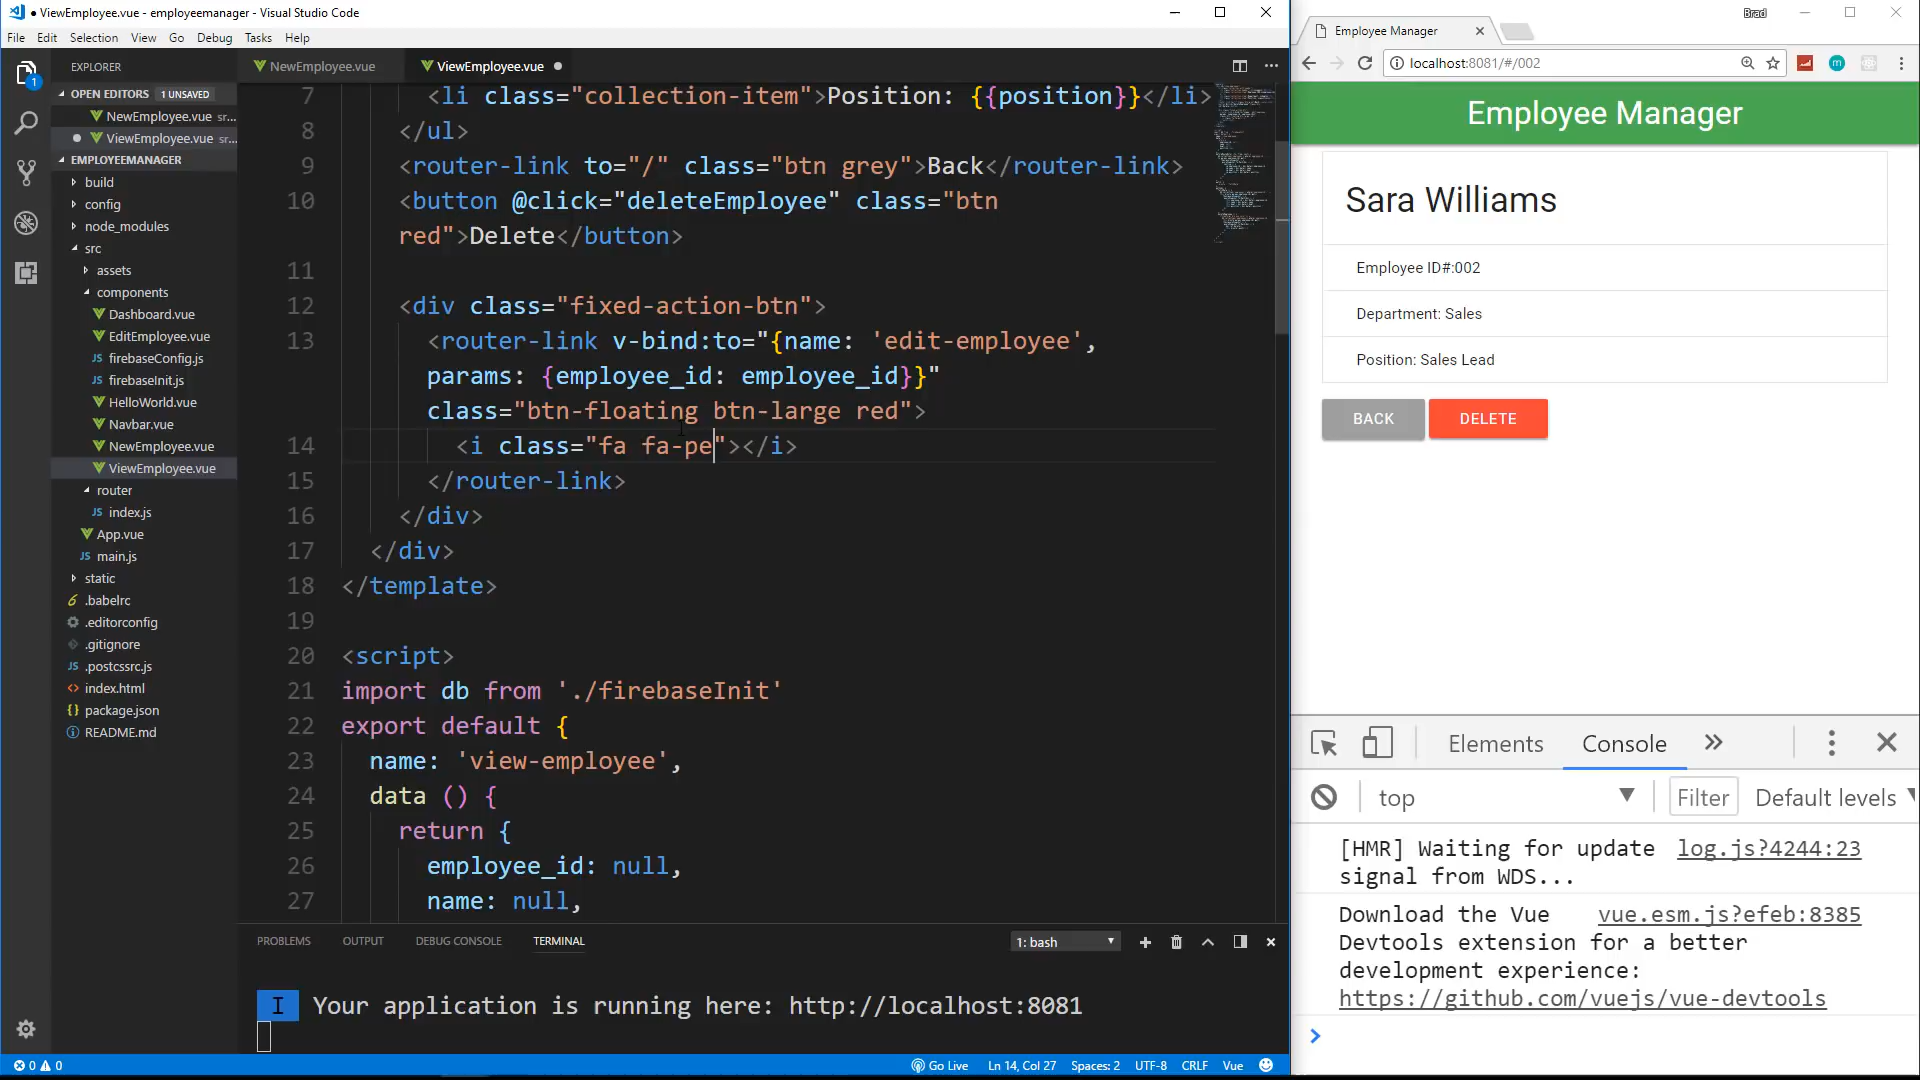 ViewEmployee.vue - employeemanager - Visual Studio Code
File Edit Selection View Go Debug Tasks Help
EXPLORER
OPEN EDITORS 1 UNSAVED
NewEmployee.vue sr...
ViewEmployee.vue sr...
EMPLOYEEMANAGER
build
config
node_modules
src
assets
components
Dashboard.vue
EditEmployee.vue
JS firebaseConfig.js
JS firebaseInit.js
HelloWorld.vue
Navbar.vue
NewEmployee.vue
ViewEmployee.vue
router
JS index.js
App.vue
JS main.js
static
.babelrc
.editorconfig
.gitignore
JS .postcssrc.js
index.html
package.json
README.md
NewEmployee.vue ViewEmployee.vue
7 <li class="collection-item">Position: {{position}}</li>
8 </ul>
9 <router-link to="/" class="btn grey">Back</router-link>
10 <button @click="deleteEmployee" class="btn
red">Delete</button>
11
12 <div class="fixed-action-btn">
13 <router-link v-bind:to="{name: 'edit-employee',
params: {employee_id: employee_id}}"
class="btn-floating btn-large red">
14 <i class="fa fa-pe"></i>
15 </router-link>
16 </div>
17 </div>
18 </template>
19
20 <script>
21 import db from './firebaseInit'
22 export default {
23 name: 'view-employee',
24 data () {
25 return {
26 employee_id: null,
27 name: null,
PROBLEMS OUTPUT DEBUG CONSOLE TERMINAL 1: bash
I Your application is running here: http://localhost:8081
0 0 Go Live Ln 14, Col 27 Spaces: 2 UTF-8 CRLF Vue
Brad
Employee Manager
localhost:8081/#/002
Employee Manager
Sara Williams
Employee ID#:002
Department: Sales
Position: Sales Lead
BACK DELETE
Elements Console
top Filter Default levels
[HMR] Waiting for update log.js?4244:23
signal from WDS...
Download the Vue vue.esm.js?efeb:8385
Devtools extension for a better
development experience:
https://github.com/vuejs/vue-devtools